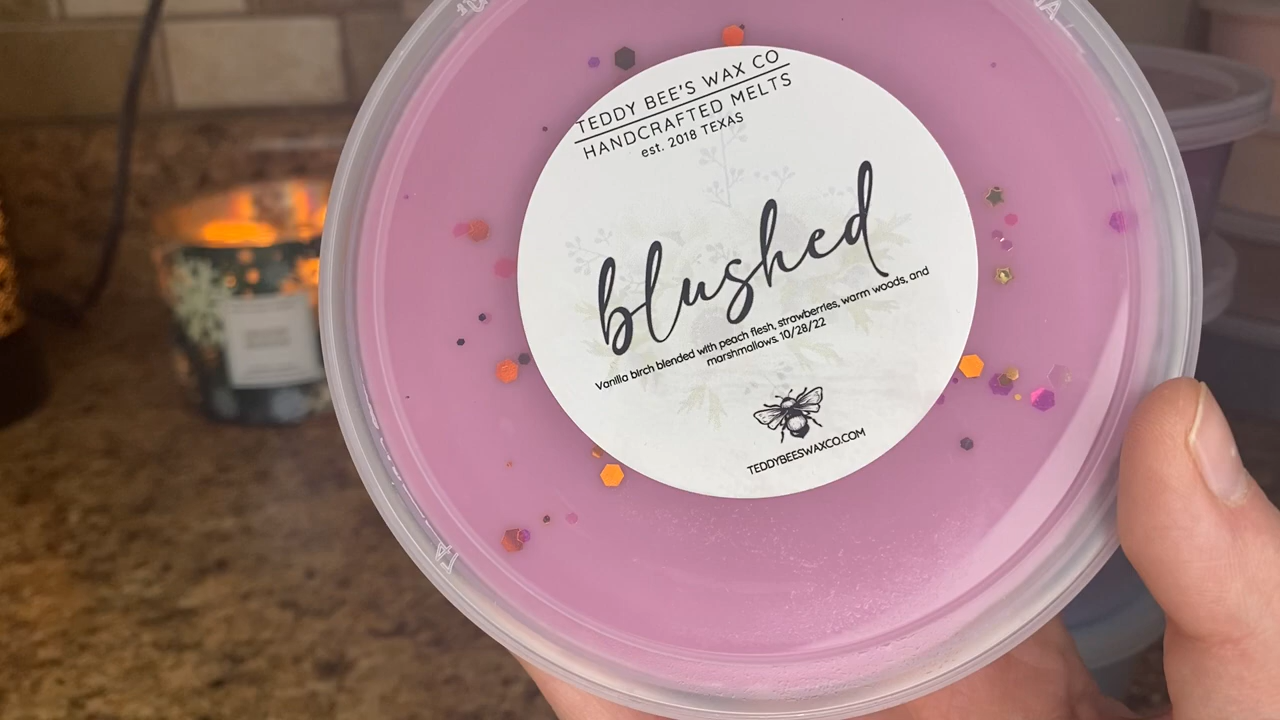 TEDDY BEE'S WAX CO
HANDCRAFTED MELTS
est. 2018 TEXAS
blushed
Vanilla birch blended with peach flesh, strawberries, warm woods, and
marshmallows. 10/28/22
TEDDYBEESWAXCO.COM